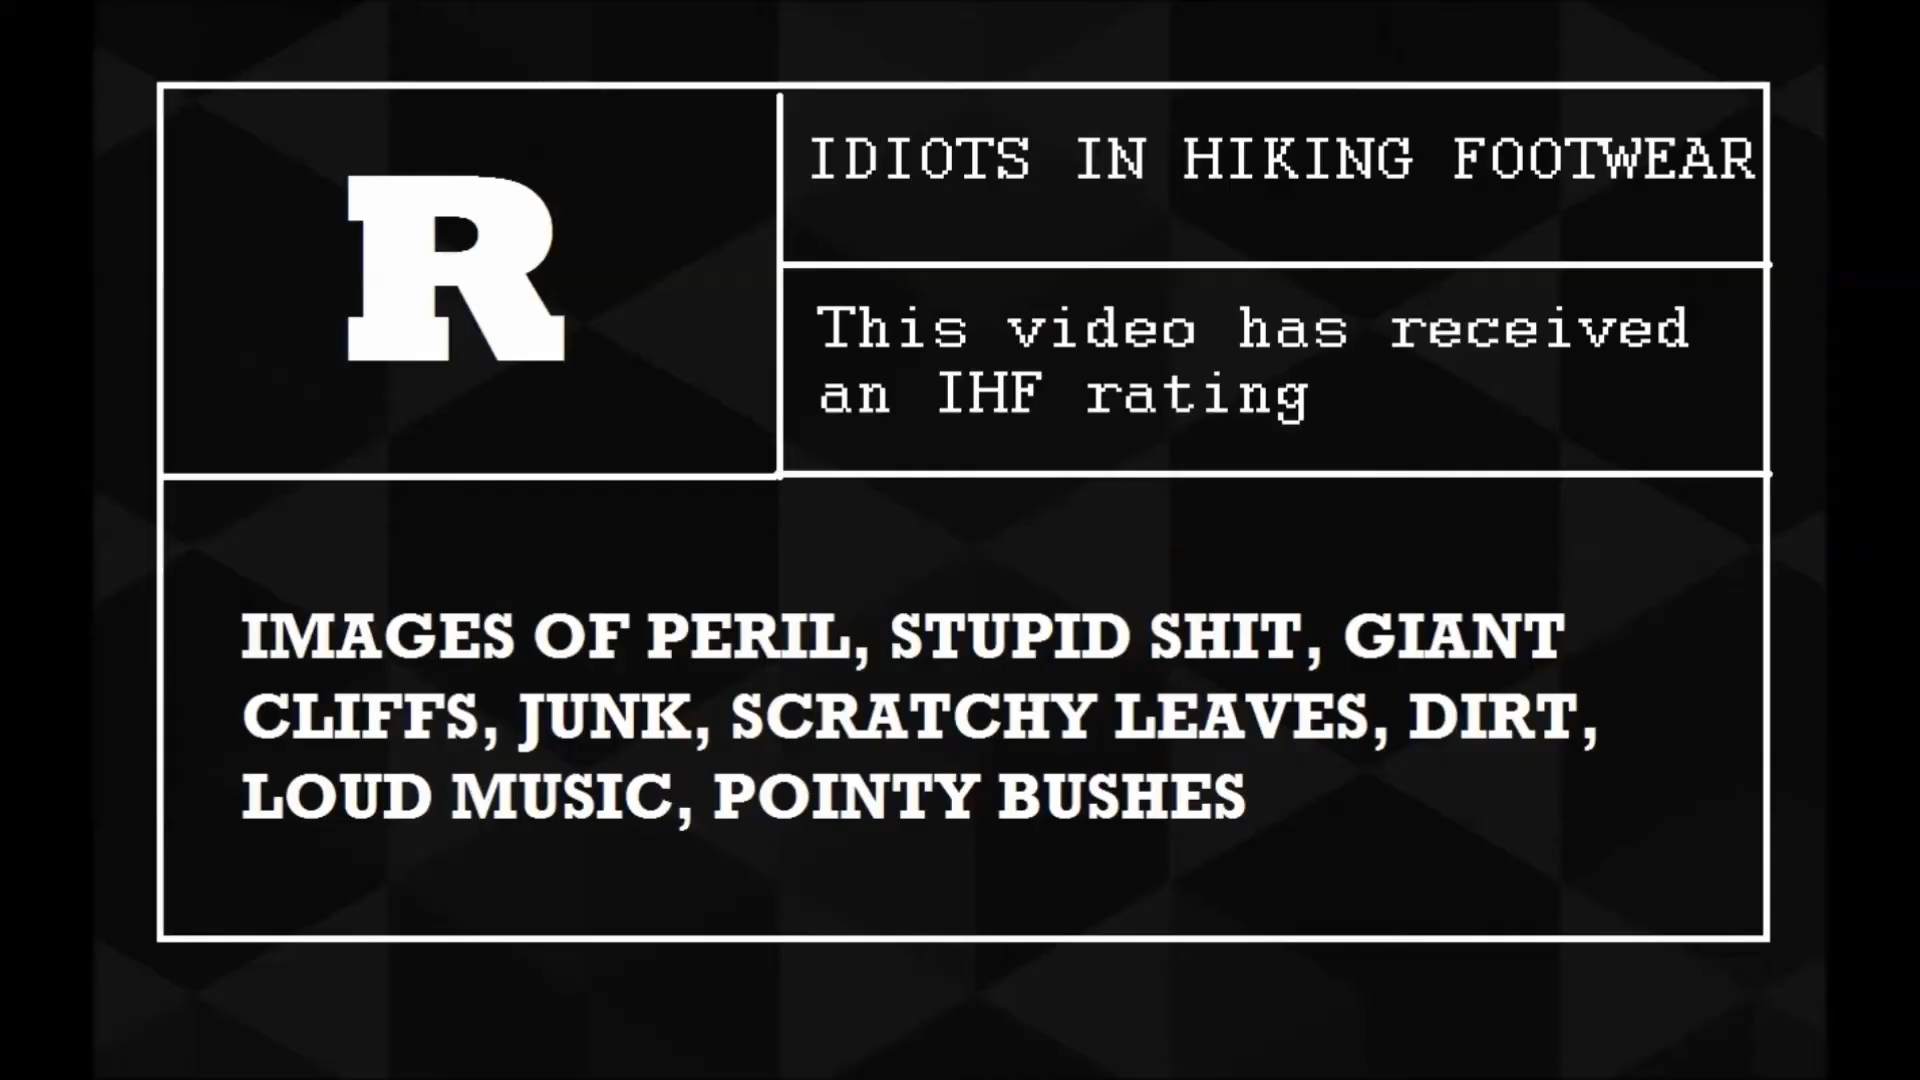 R
IDIOTS IN HIKING FOOTWEAR
This video has received
an IHF rating
IMAGES OF PERIL, STUPID SHIT, GIANT
CLIFFS, JUNK, SCRATCHY LEAVES, DIRT,
LOUD MUSIC, POINTY BUSHES